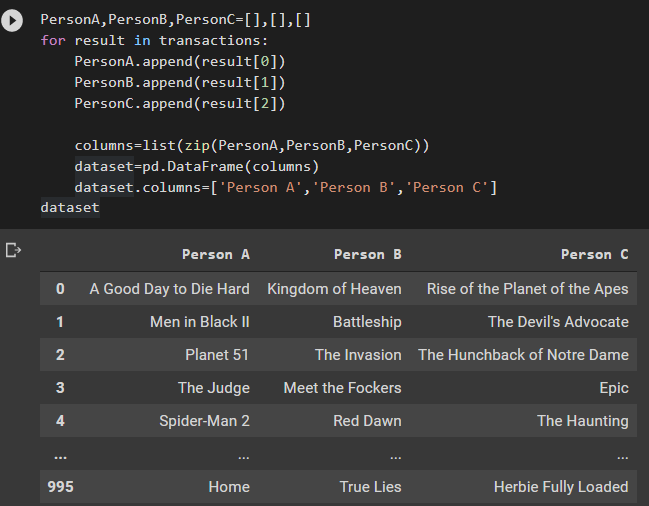 PersonA,PersonB,PersonC=[],[],[]
for result in transactions:
    PersonA.append(result[0])
    PersonB.append(result[1])
    PersonC.append(result[2])
    columns=list(zip(PersonA,PersonB,PersonC))
    dataset=pd.DataFrame(columns)
    dataset.columns=['Person A','Person B','Person C']
dataset
Person A Person B Person C
0 A Good Day to Die Hard Kingdom of Heaven Rise of the Planet of the Apes
1 Men in Black II Battleship The Devil's Advocate
2 Planet 51 The Invasion The Hunchback of Notre Dame
3 The Judge Meet the Fockers Epic
4 Spider-Man 2 Red Dawn The Haunting
... ... ... ...
995 Home True Lies Herbie Fully Loaded